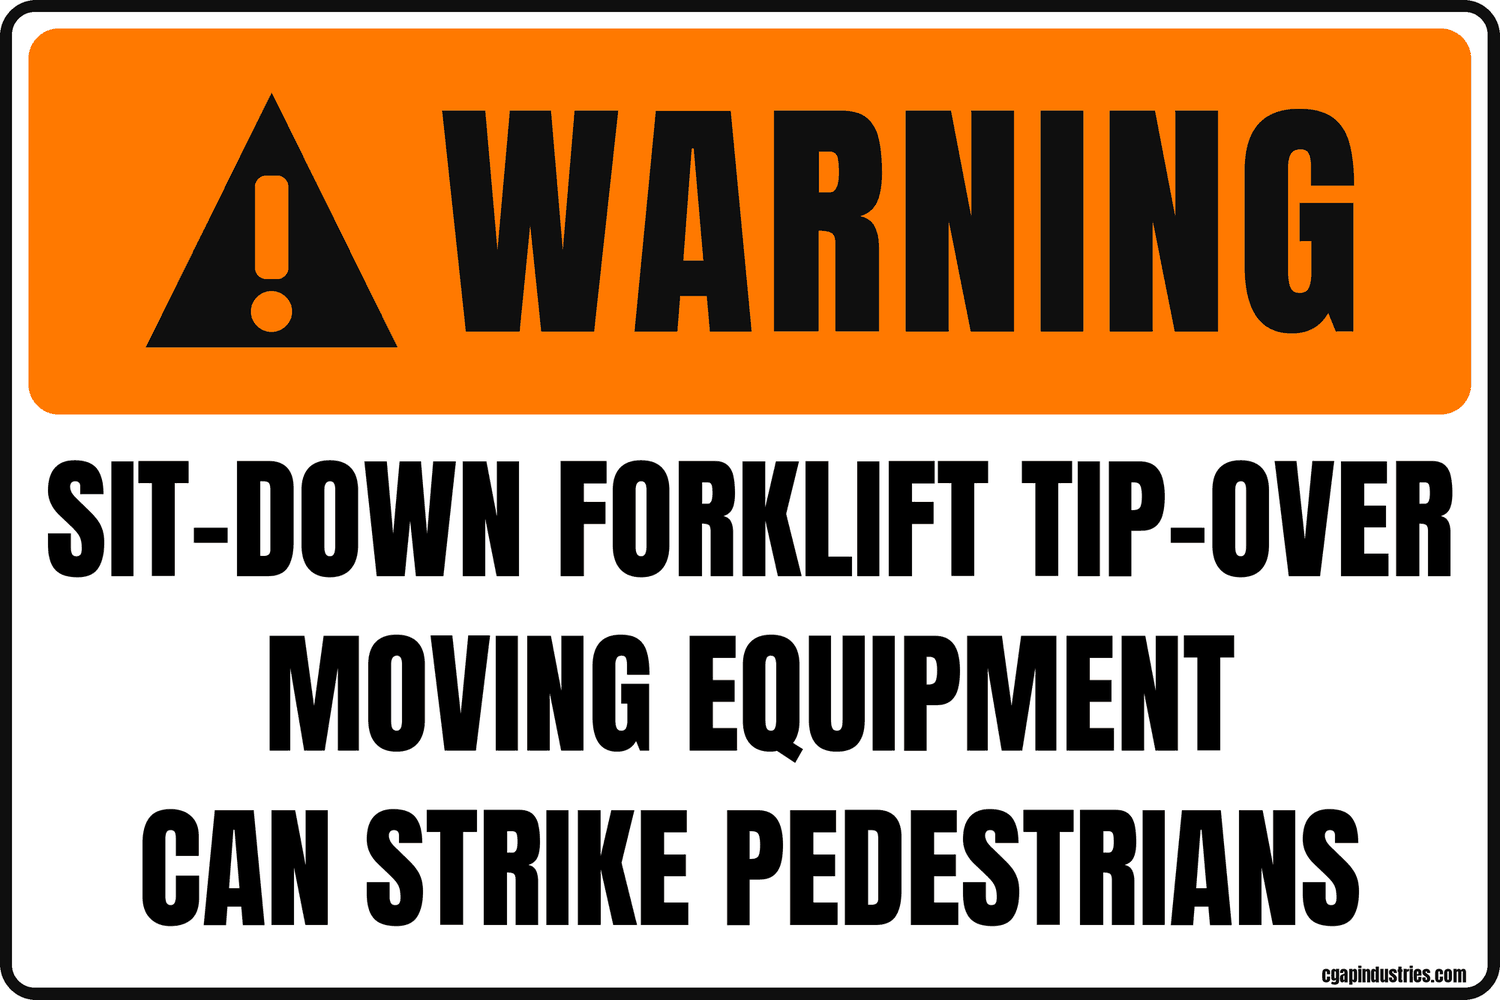 WARNING
SIT-DOWN FORKLIFT TIP-OVER
MOVING EQUIPMENT
CAN STRIKE PEDESTRIANS
cgapindustries.com